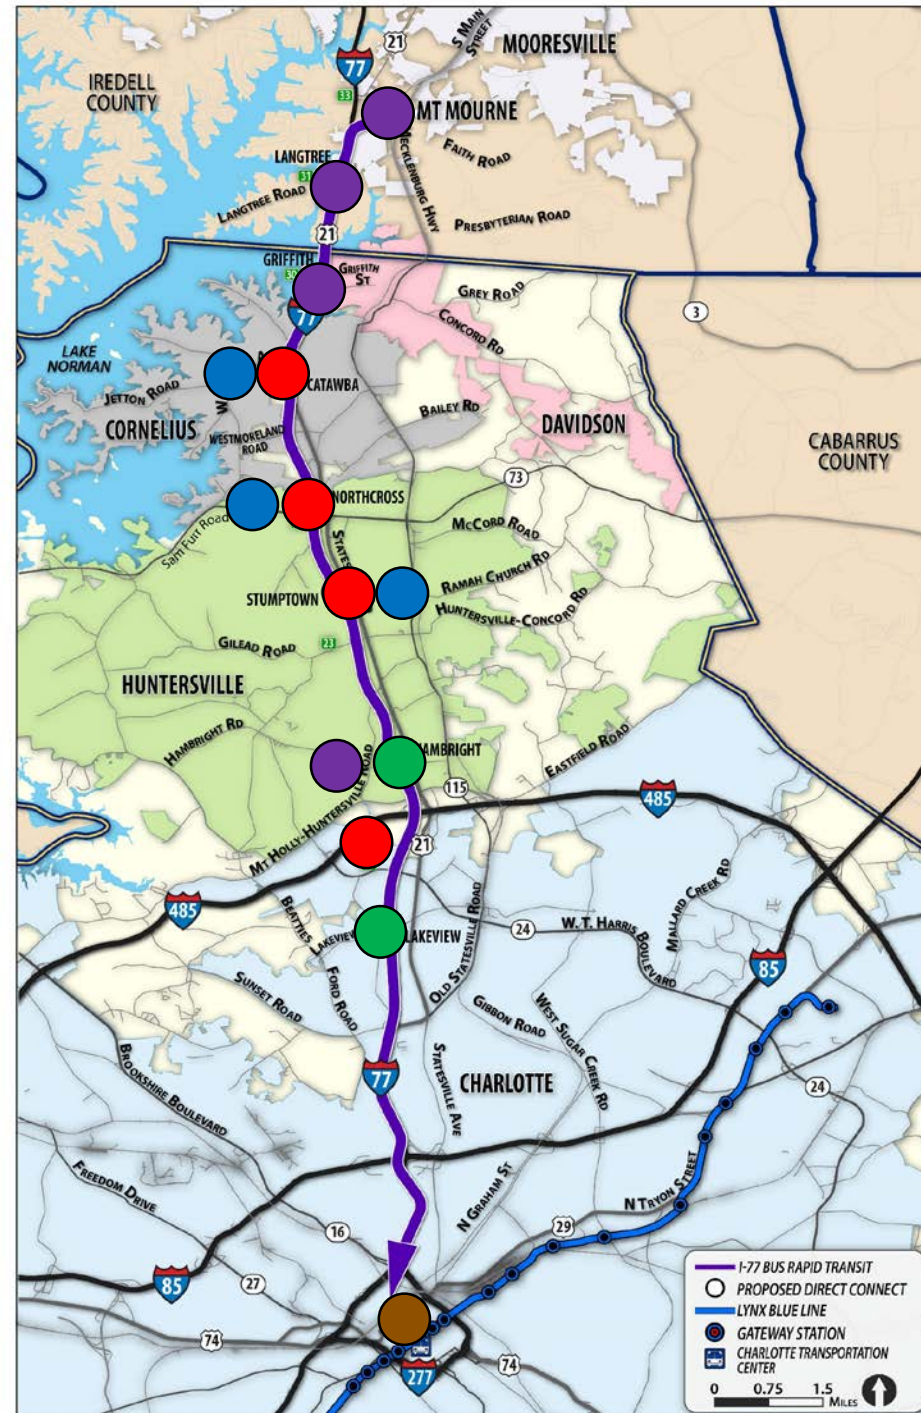 21
S MAIN
STREET
MOORESVILLE
77
IREDELL
COUNTY
33
MT MOURNE
MECKLENBURG HWY
FAITH ROAD
LANGTREE
31
LANGTREE ROAD
PRESBYTERIAN ROAD
21
GRIFFITH
30
GRIFFITH
ST
GREY ROAD
77
CONCORD RD
3
LAKE
NORMAN
JETTON ROAD
CATAWBA
CORNELIUS
WESTMORELAND
ROAD
BAILEY RD
DAVIDSON
CABARRUS
COUNTY
73
NORTHCROSS
Sam Furr Road
MCCORD ROAD
RAMAH CHURCH RD
STUMPTOWN
HUNTERSVILLE-CONCORD RD
GILEAD ROAD
23
HUNTERSVILLE
HAMBRIGHT RD
MT HOLLY-HUNTERSVILLE ROAD
EASTFIELD ROAD
115
485
21
485
BEATTIES
FORD ROAD
LAKEVIEW
LAKEVIEW
24
W.T. HARRIS
BOULEVARD
MALLARD CREEK RD
85
SUNSET ROAD
OLD STATESVILLE ROAD
GIBBON ROAD
WEST SUGAR
CREEK RD
BROOKSHIRE BOULEVARD
77
STATESVILLE AVE
CHARLOTTE
24
FREEDOM DRIVE
N GRAHAM ST
N TRYON STREET
16
29
85
27
74
74
277
I-77 BUS RAPID TRANSIT
PROPOSED DIRECT CONNECT
LYNX BLUE LINE
GATEWAY STATION
CHARLOTTE TRANSPORTATION
CENTER
0 0.75 1.5
MILES